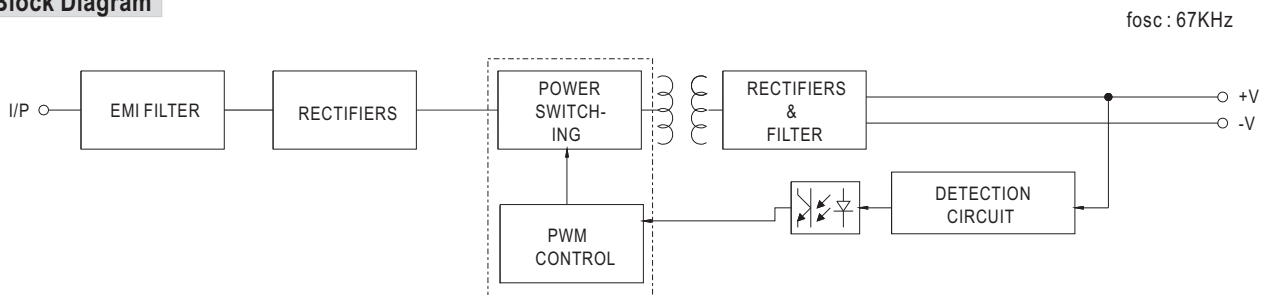 Block Diagram
fosc : 67KHz
I/P
EMI FILTER
RECTIFIERS
POWER
SWITCH-
ING
RECTIFIERS
&
FILTER
+V
-V
PWM
CONTROL
DETECTION
CIRCUIT